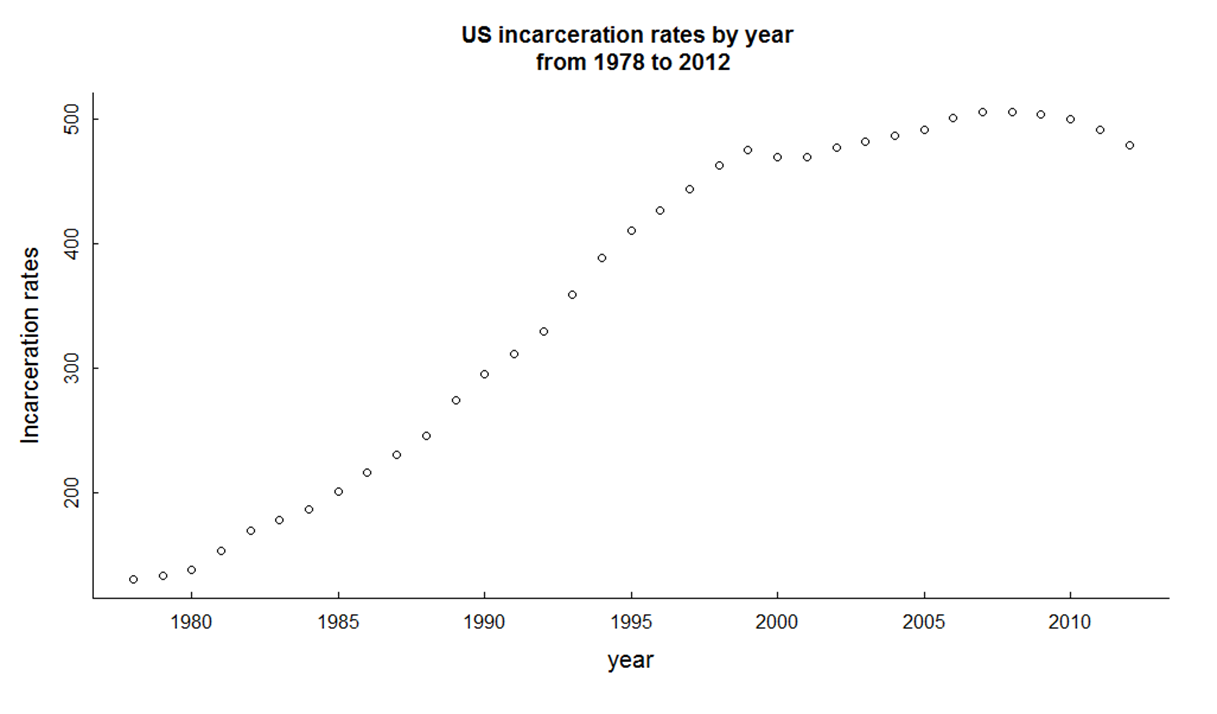 US incarceration rates by year
from 1978 to 2012
500
400
300
200
Incarceration rates
1980 1985 1990 1995 2000 2005 2010
year